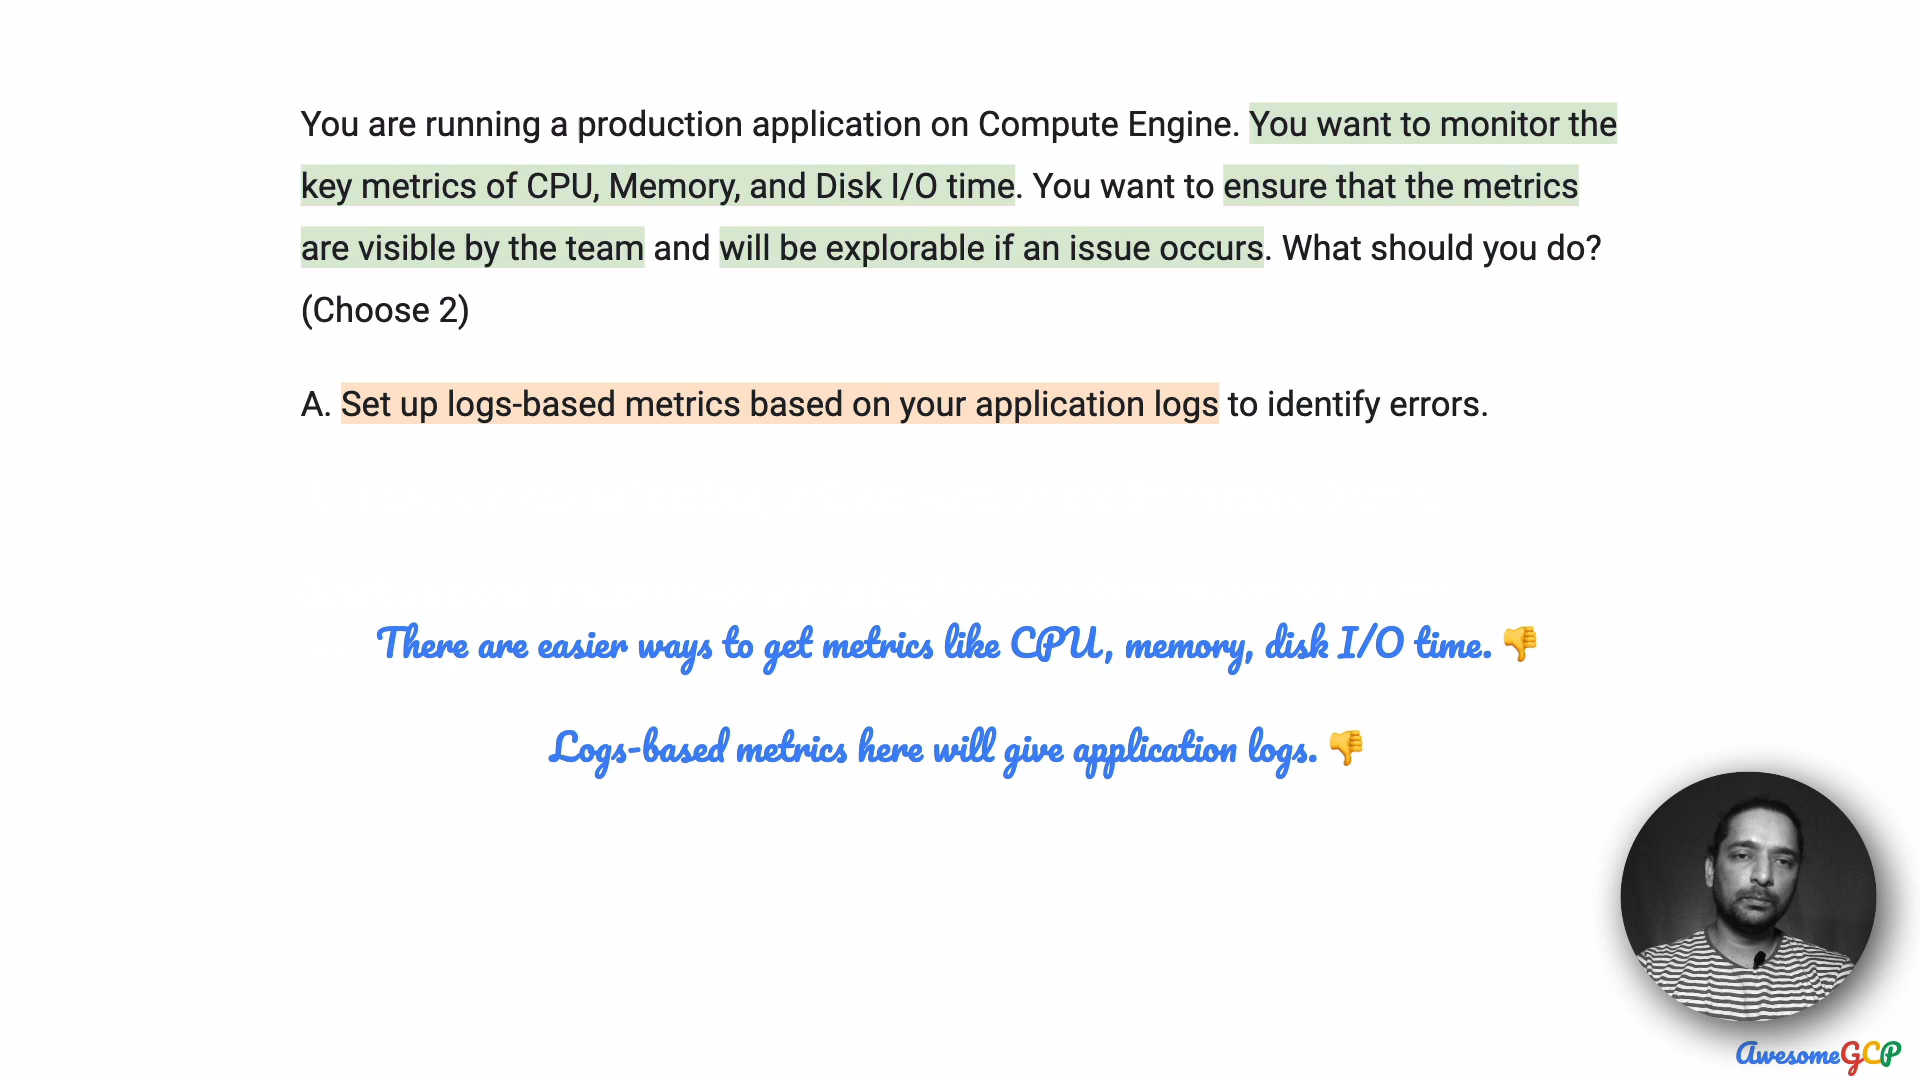 You are running a production application on Compute Engine. You want to monitor the
key metrics of CPU, Memory, and Disk I/O time. You want to ensure that the metrics
are visible by the team and will be explorable if an issue occurs. What should you do?
(Choose 2)
A. Set up logs-based metrics based on your application logs to identify errors.
There are easier ways to get metrics like CPU, memory, disk I/O time. 👎
Logs-based metrics here will give application logs. 👎
AwesomeGCP